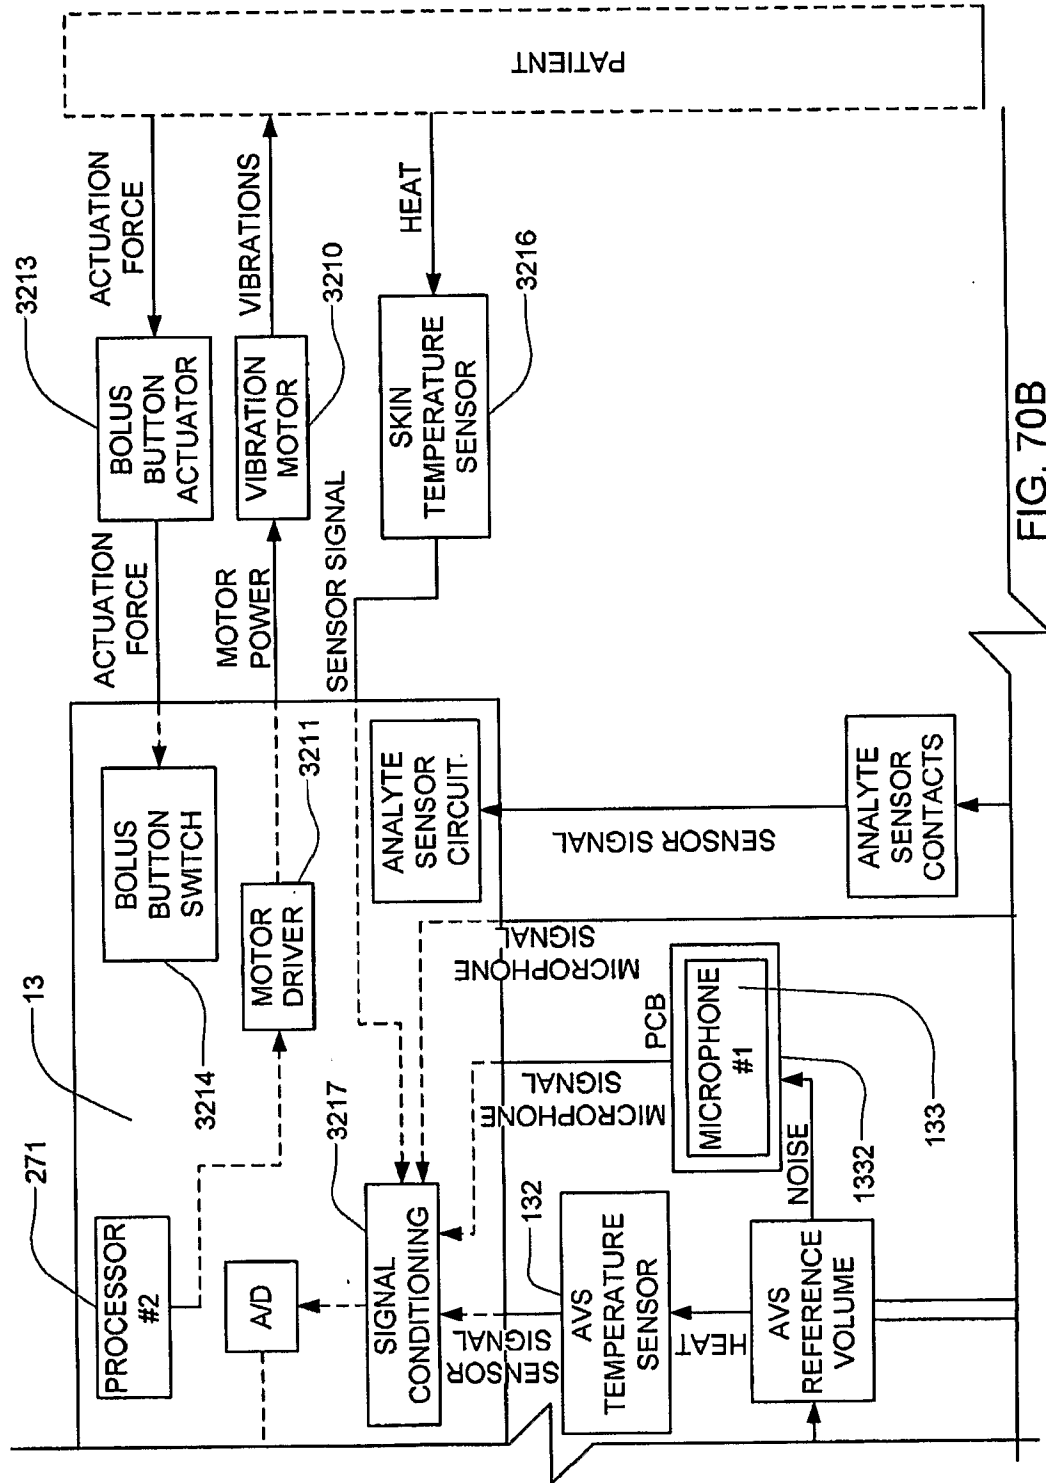 271
PROCESSOR
#2
13
3214
BOLUS
BUTTON
SWITCH
ACTUATION
FORCE
3213
BOLUS
BUTTON
ACTUATOR
ACTUATION
FORCE
A/D
MOTOR
DRIVER
3211
MOTOR
POWER
VIBRATION
MOTOR
3210
VIBRATIONS
3217
SIGNAL
CONDITIONING
SENSOR SIGNAL
SKIN
TEMPERATURE
SENSOR
3216
HEAT
PATIENT
ANALYTE
SENSOR
CIRCUIT
SENSOR
SIGNAL
MICROPHONE
SIGNAL
MICROPHONE
SIGNAL
SENSOR SIGNAL
132
AVS
TEMPERATURE
SENSOR
PCB
MICROPHONE
#1
HEAT
NOISE
1332
133
AVS
REFERENCE
VOLUME
ANALYTE
SENSOR
CONTACTS
FIG. 70B